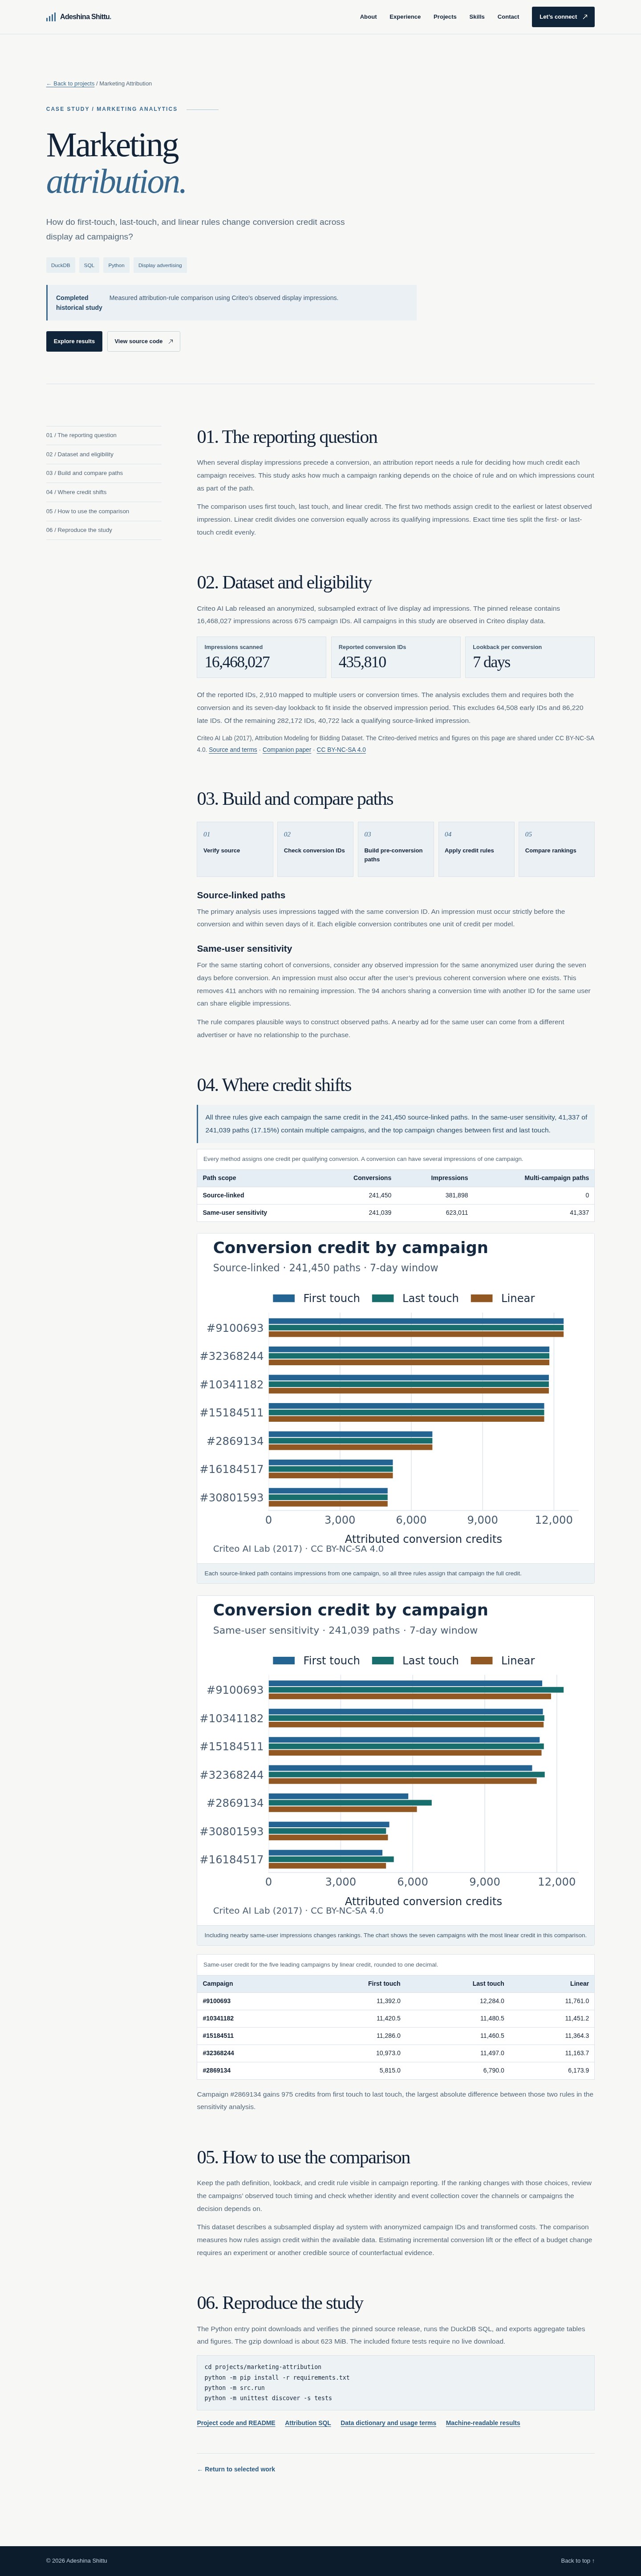 Adeshina Shittu.
About Experience Projects Skills Contact Let's connect ↗
← Back to projects / Marketing Attribution
CASE STUDY / MARKETING ANALYTICS
Marketing
attribution.
How do first-touch, last-touch, and linear rules change conversion credit across
display ad campaigns?
DuckDB SQL Python Display advertising
Completed
historical study
Measured attribution-rule comparison using Criteo's observed display impressions.
Explore results View source code ↗
01 / The reporting question
02 / Dataset and eligibility
03 / Build and compare paths
04 / Where credit shifts
05 / How to use the comparison
06 / Reproduce the study
01. The reporting question
When several display impressions precede a conversion, an attribution report needs a rule for deciding how much credit each
campaign receives. This study asks how much a campaign ranking depends on the choice of rule and on which impressions count
as part of the path.
The comparison uses first touch, last touch, and linear credit. The first two methods assign credit to the earliest or latest observed
impression. Linear credit divides one conversion equally across its qualifying impressions. Exact time ties split the first- or last-
touch credit evenly.
02. Dataset and eligibility
Criteo AI Lab released an anonymized, subsampled extract of live display ad impressions. The pinned release contains
16,468,027 impressions across 675 campaign IDs. All campaigns in this study are observed in Criteo display data.
Impressions scanned
16,468,027
Reported conversion IDs
435,810
Lookback per conversion
7 days
Of the reported IDs, 2,910 mapped to multiple users or conversion times. The analysis excludes them and requires both the
conversion and its seven-day lookback to fit inside the observed impression period. This excludes 64,508 early IDs and 86,220
late IDs. Of the remaining 282,172 IDs, 40,722 lack a qualifying source-linked impression.
Criteo AI Lab (2017), Attribution Modeling for Bidding Dataset. The Criteo-derived metrics and figures on this page are shared under CC BY-NC-SA
4.0. Source and terms · Companion paper · CC BY-NC-SA 4.0
03. Build and compare paths
01
Verify source
02
Check conversion IDs
03
Build pre-conversion
paths
04
Apply credit rules
05
Compare rankings
Source-linked paths
The primary analysis uses impressions tagged with the same conversion ID. An impression must occur strictly before the
conversion and within seven days of it. Each eligible conversion contributes one unit of credit per model.
Same-user sensitivity
For the same starting cohort of conversions, consider any observed impression for the same anonymized user during the seven
days before conversion. An impression must also occur after the user's previous coherent conversion where one exists. This
removes 411 anchors with no remaining impression. The 94 anchors sharing a conversion time with another ID for the same user
can share eligible impressions.
The rule compares plausible ways to construct observed paths. A nearby ad for the same user can come from a different
advertiser or have no relationship to the purchase.
04. Where credit shifts
All three rules give each campaign the same credit in the 241,450 source-linked paths. In the same-user sensitivity, 41,337 of
241,039 paths (17.15%) contain multiple campaigns, and the top campaign changes between first and last touch.
Every method assigns one credit per qualifying conversion. A conversion can have several impressions of one campaign.
Path scope Conversions Impressions Multi-campaign paths
Source-linked 241,450 381,898 0
Same-user sensitivity 241,039 623,011 41,337
Conversion credit by campaign
Source-linked · 241,450 paths · 7-day window
First touch Last touch Linear
#9100693
#32368244
#10341182
#15184511
#2869134
#16184517
#30801593
0 3,000 6,000 9,000 12,000
Attributed conversion credits
Criteo AI Lab (2017) · CC BY-NC-SA 4.0
Each source-linked path contains impressions from one campaign, so all three rules assign that campaign the full credit.
Conversion credit by campaign
Same-user sensitivity · 241,039 paths · 7-day window
First touch Last touch Linear
#9100693
#10341182
#15184511
#32368244
#2869134
#30801593
#16184517
0 3,000 6,000 9,000 12,000
Attributed conversion credits
Criteo AI Lab (2017) · CC BY-NC-SA 4.0
Including nearby same-user impressions changes rankings. The chart shows the seven campaigns with the most linear credit in this comparison.
Same-user credit for the five leading campaigns by linear credit, rounded to one decimal.
Campaign First touch Last touch Linear
#9100693 11,392.0 12,284.0 11,761.0
#10341182 11,420.5 11,480.5 11,451.2
#15184511 11,286.0 11,460.5 11,364.3
#32368244 10,973.0 11,497.0 11,163.7
#2869134 5,815.0 6,790.0 6,173.9
Campaign #2869134 gains 975 credits from first to last touch, the largest absolute difference between those two rules in the
sensitivity analysis.
05. How to use the comparison
Keep the path definition, lookback, and credit rule visible in campaign reporting. If the ranking changes with those choices, review
the campaigns' observed touch timing and check whether identity and event collection cover the channels or campaigns the
decision depends on.
This dataset describes a subsampled display ad system with anonymized campaign IDs and transformed costs. The comparison
measures how rules assign credit within the available data. Estimating incremental conversion lift or the effect of a budget change
requires an experiment or another credible source of counterfactual evidence.
06. Reproduce the study
The Python entry point downloads and verifies the pinned source release, runs the DuckDB SQL, and exports aggregate tables
and figures. The gzip download is about 623 MiB. The included fixture tests require no live download.
cd projects/marketing-attribution
python -m pip install -r requirements.txt
python -m src.run
python -m unittest discover -s tests
Project code and README Attribution SQL Data dictionary and usage terms Machine-readable results
← Return to selected work
© 2026 Adeshina Shittu Back to top ↑